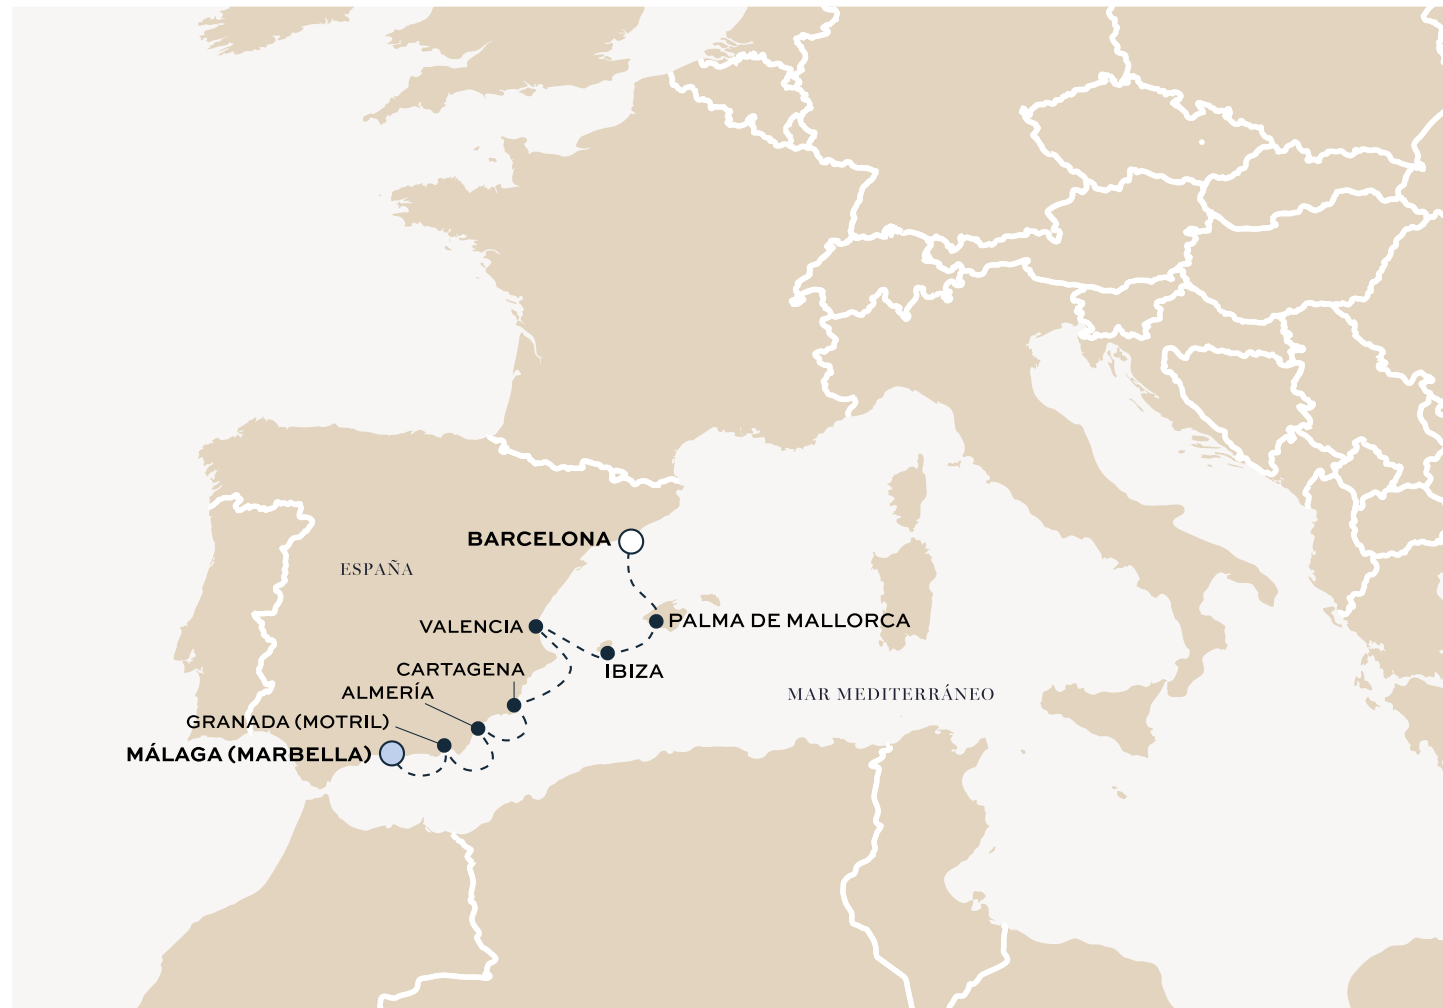 BARCELONA
ESPAÑA
PALMA DE MALLORCA
VALENCIA
IBIZA
CARTAGENA
ALMERÍA
MAR MEDITERRÁNEO
GRANADA (MOTRIL)
MÁLAGA (MARBELLA)